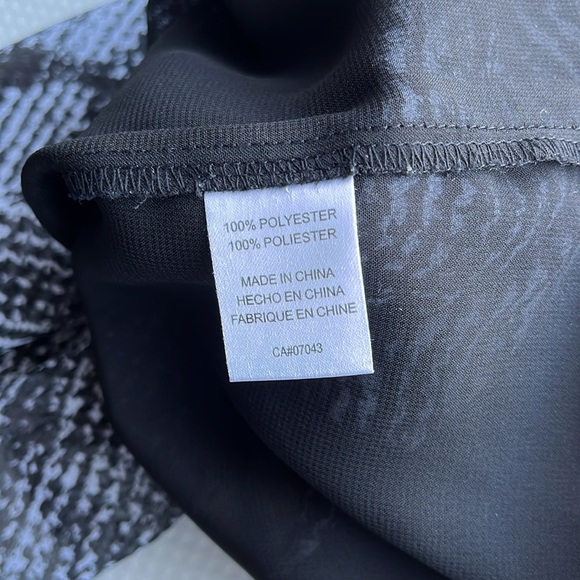 100% POLYESTER
100% POLIESTER
MADE IN CHINA
HECHO EN CHINA
FABRIQUE EN CHINE
CA#07043